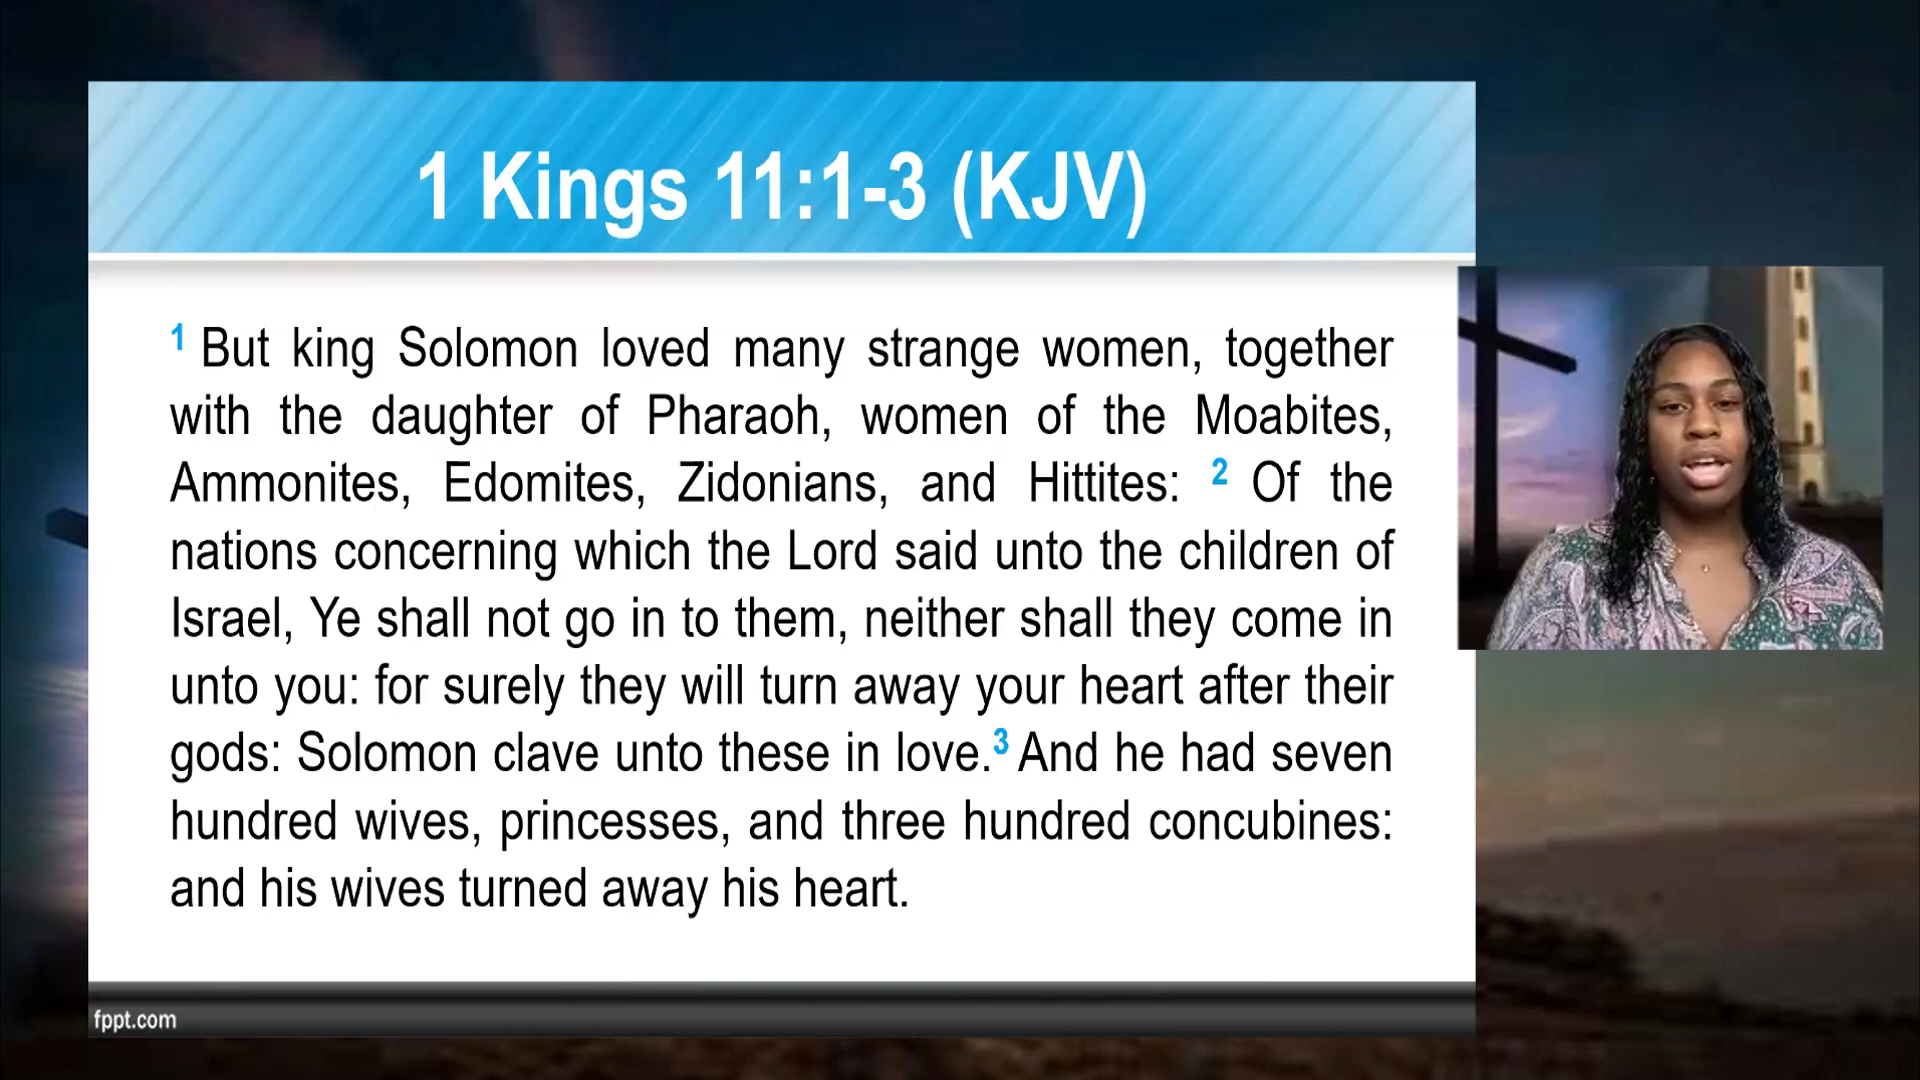 1 Kings 11:1-3 (KJV)
1 But king Solomon loved many strange women, together
with the daughter of Pharaoh, women of the Moabites,
Ammonites, Edomites, Zidonians, and Hittites: 2 Of the
nations concerning which the Lord said unto the children of
Israel, Ye shall not go in to them, neither shall they come in
unto you: for surely they will turn away your heart after their
gods: Solomon clave unto these in love.3 And he had seven
hundred wives, princesses, and three hundred concubines:
and his wives turned away his heart.
fppt.com